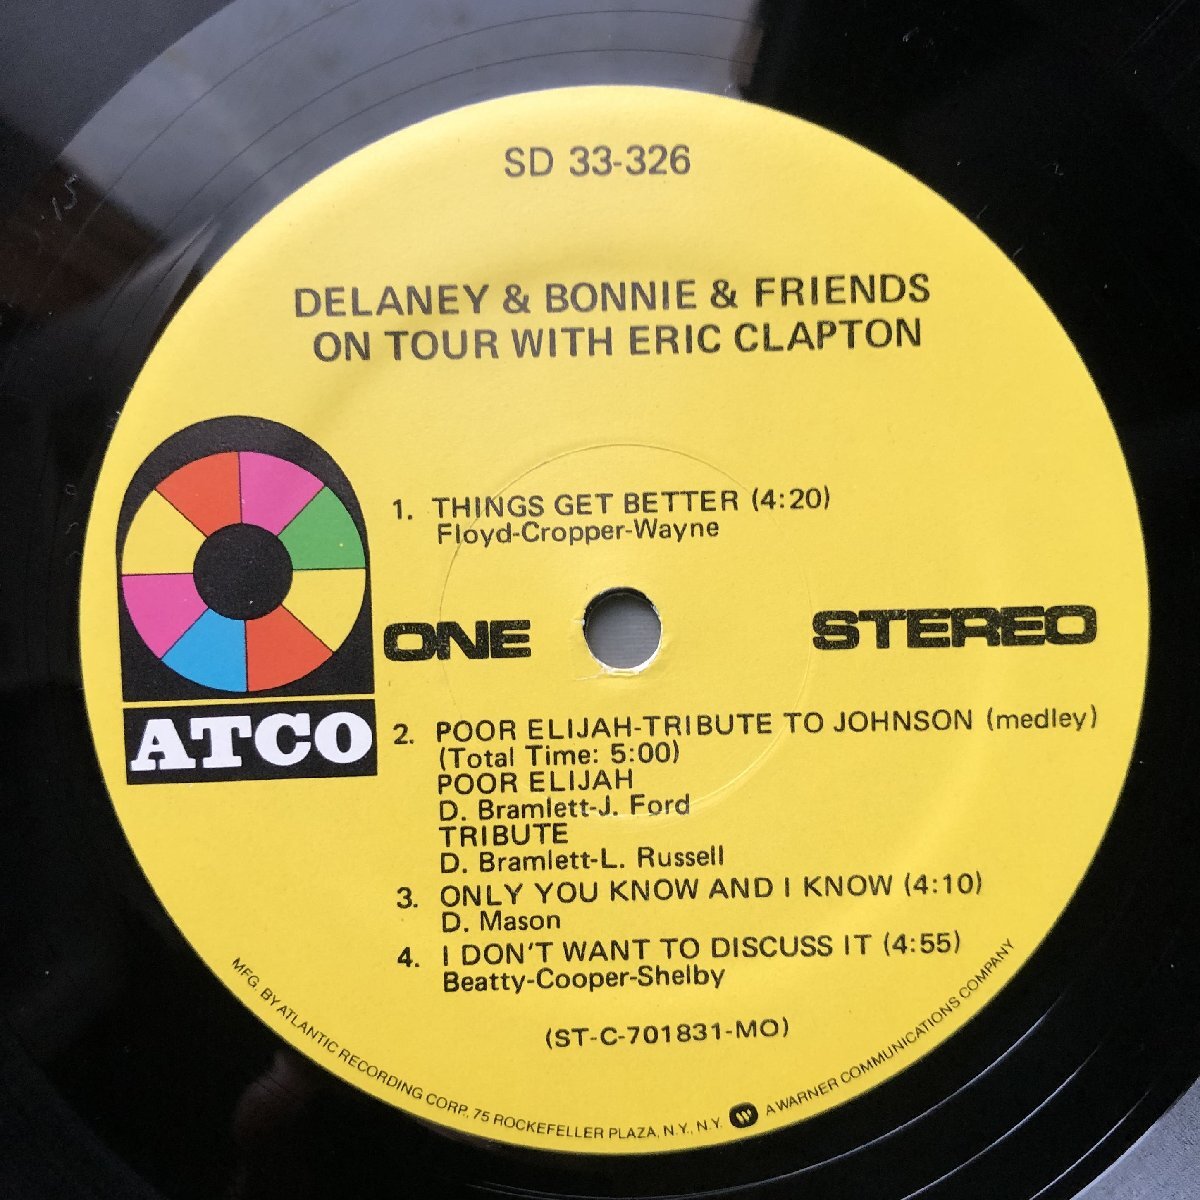 SD 33-326
DELANEY & BONNIE & FRIENDS
ON TOUR WITH ERIC CLAPTON
1. THINGS GET BETTER (4:20)
Floyd-Cropper-Wayne
ONE
STEREO
ATCO
2. POOR ELIJAH-TRIBUTE TO JOHNSON (medley)
(Total Time: 5:00)
POOR ELIJAH
D. Bramlett-J. Ford
TRIBUTE
D. Bramlett-L. Russell
3. ONLY YOU KNOW AND I KNOW (4:10)
D. Mason
4. I DON'T WANT TO DISCUSS IT (4:55)
Beatty-Cooper-Shelby
(ST-C-701831-MO)
MFG. BY ATLANTIC RECORDING CORP., 75 ROCKEFELLER PLAZA, N.Y., N.Y. W A WARNER COMMUNICATIONS COMPANY